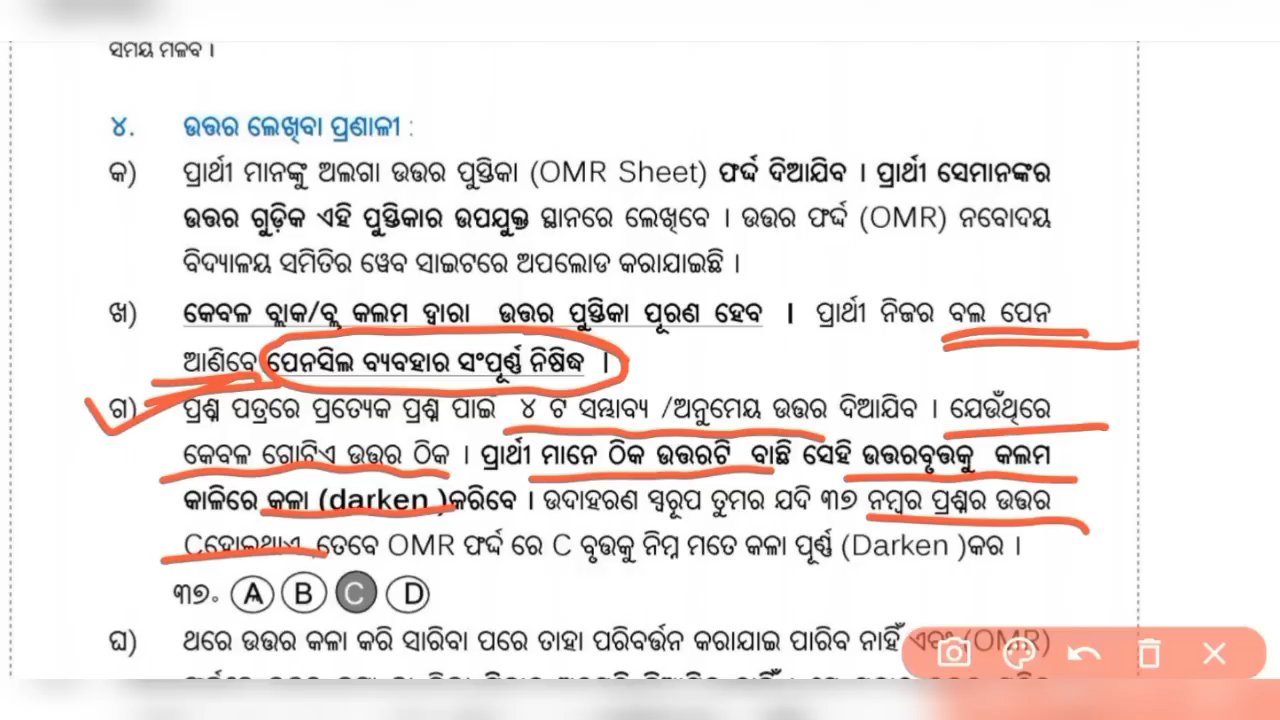 ସମୟ ମିଳିବ ।
୪. ଉତ୍ତର ଲେଖିବା ପ୍ରଣାଳୀ :
କ) ପ୍ରାର୍ଥୀ ମାନଙ୍କୁ ଅଲଗା ଉତ୍ତର ପୁସ୍ତିକା (OMR Sheet) ଫର୍ଦ୍ଦ ଦିଆଯିବ । ପ୍ରାର୍ଥୀ ସେମାନଙ୍କର
ଉତ୍ତର ଗୁଡ଼ିକ ଏହି ପୁସ୍ତିକାର ଉପଯୁକ୍ତ ସ୍ଥାନରେ ଲେଖିବେ । ଉତ୍ତର ଫର୍ଦ୍ଦ (OMR) ନବୋଦୟ
ବିଦ୍ୟାଳୟ ସମିତିର ୱେବ ସାଇଟରେ ଅପଲୋଡ କରାଯାଇଛି ।
ଖ) କେବଳ ବ୍ଲାକ/ବ୍ଲୁ କଲମ ଦ୍ୱାରା ଉତ୍ତର ପୁସ୍ତିକା ପୂରଣ ହେବ । ପ୍ରାର୍ଥୀ ନିଜର ବଲ ପେନ
ଆଣିବେ ପେନସିଲ ବ୍ୟବହାର ସଂପୂର୍ଣ୍ଣ ନିଷିଦ୍ଧ ।
ଗ) ପ୍ରଶ୍ନ ପତ୍ରରେ ପ୍ରତ୍ୟେକ ପ୍ରଶ୍ନ ପାଇଁ ୪ ଟି ସମ୍ଭାବ୍ୟ /ଅନୁମେୟ ଉତ୍ତର ଦିଆଯିବ । ଯେଉଁଥିରେ
କେବଳ ଗୋଟିଏ ଉତ୍ତର ଠିକ । ପ୍ରାର୍ଥୀ ମାନେ ଠିକ ଉତ୍ତରଟି ବାଛି ସେହି ଉତ୍ତରବୃତ୍ତକୁ କଲମ
କାଳିରେ କଳା (darken )କରିବେ । ଉଦାହରଣ ସ୍ୱରୂପ ତୁମର ଯଦି ୩୭ ନମ୍ବର ପ୍ରଶ୍ନର ଉତ୍ତର
Cହୋଇଥାଏ ,ତେବେ OMR ଫର୍ଦ୍ଦ ରେ C ବୃତ୍ତକୁ ନିମ୍ନ ମତେ କଳା ପୂର୍ଣ୍ଣ (Darken )କର ।
୩୭। A B C D
ଘ) ଥରେ ଉତ୍ତର କଳା କରି ସାରିବା ପରେ ତାହା ପରିବର୍ତ୍ତନ କରାଯାଇ ପାରିବ ନାହିଁ ଏବଂ (OMR)